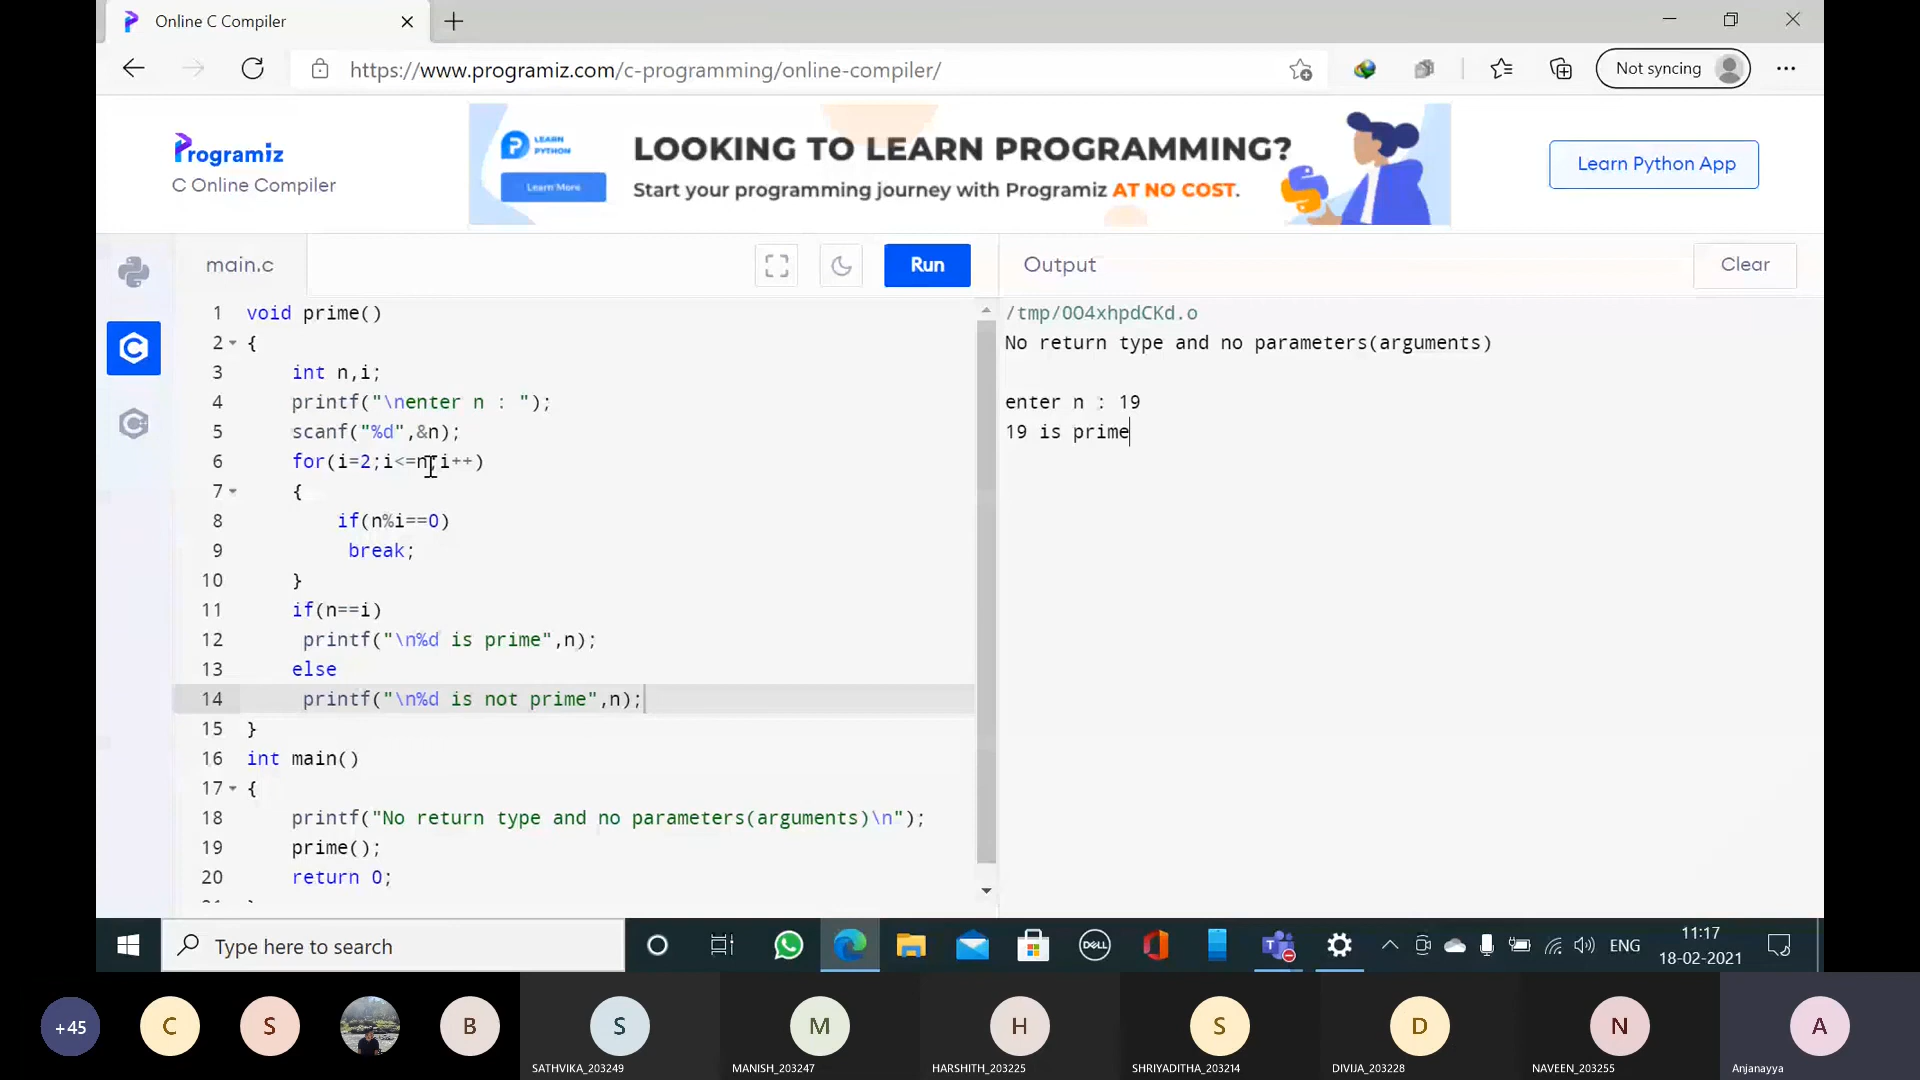 Online C Compiler
https://www.programiz.com/c-programming/online-compiler/
Not syncing
Programiz
C Online Compiler
LEARN
PYTHON
Learn More
LOOKING TO LEARN PROGRAMMING?
Start your programming journey with Programiz AT NO COST.
Learn Python App
main.c
Run
Output
Clear
1 void prime()
2 {
3 int n,i;
4 printf("\nenter n : ");
5 scanf("%d",&n);
6 for(i=2;i<=n;i++)
7 {
8 if(n%i==0)
9 break;
10 }
11 if(n==i)
12 printf("\n%d is prime",n);
13 else
14 printf("\n%d is not prime",n);
15 }
16 int main()
17 {
18 printf("No return type and no parameters(arguments)\n");
19 prime();
20 return 0;
/tmp/0O4xhpdCKd.o
No return type and no parameters(arguments)
enter n : 19
19 is prime
Type here to search
DELL
ENG
11:17
18-02-2021
+45
C
S
B
S
M
H
S
D
N
A
SATHVIKA_203249
MANISH_203247
HARSHITH_203225
SHRIYADITHA_203214
DIVIJA_203228
NAVEEN_203255
Anjanayya